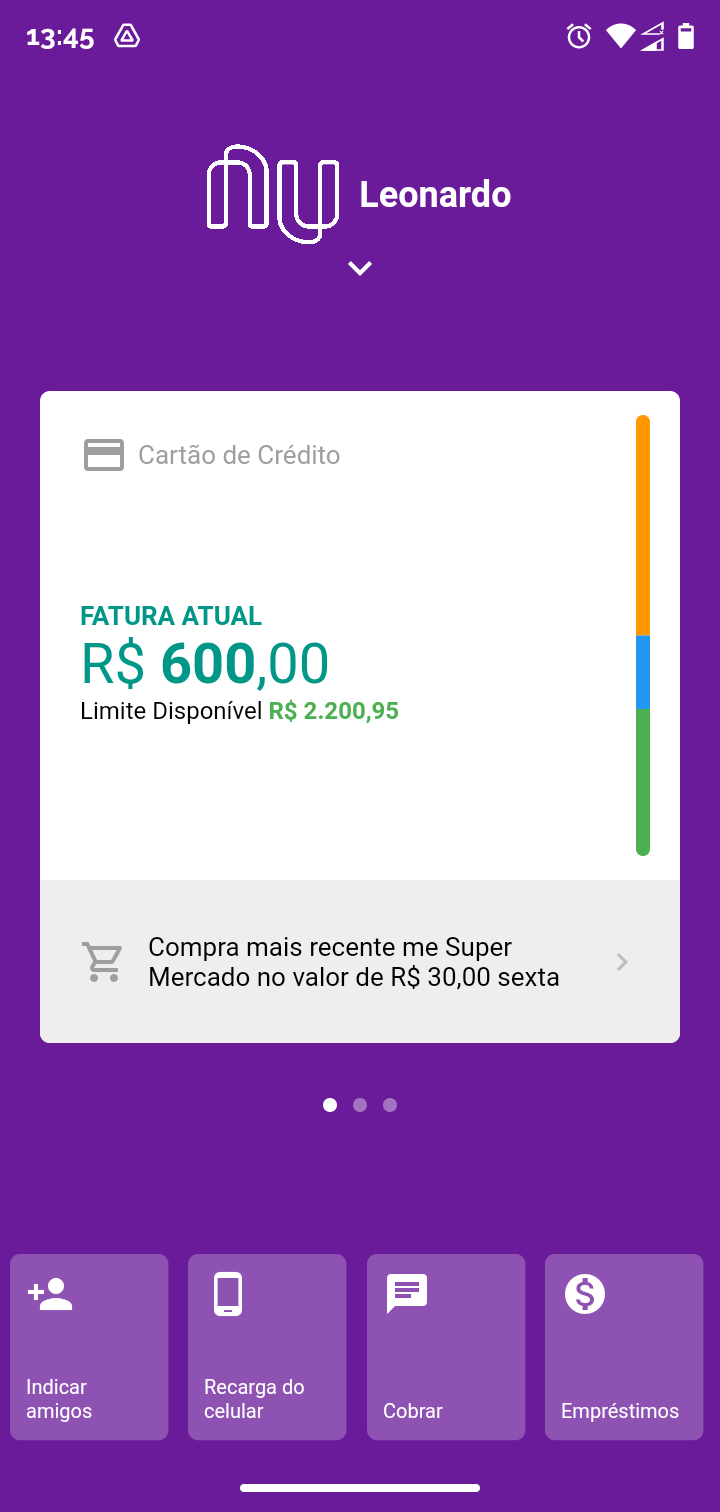 13:45
nu Leonardo
Cartão de Crédito
FATURA ATUAL
R$ 600,00
Limite Disponível R$ 2.200,95
Compra mais recente me Super
Mercado no valor de R$ 30,00 sexta
Indicar
amigos
Recarga do
celular
Cobrar
Empréstimos